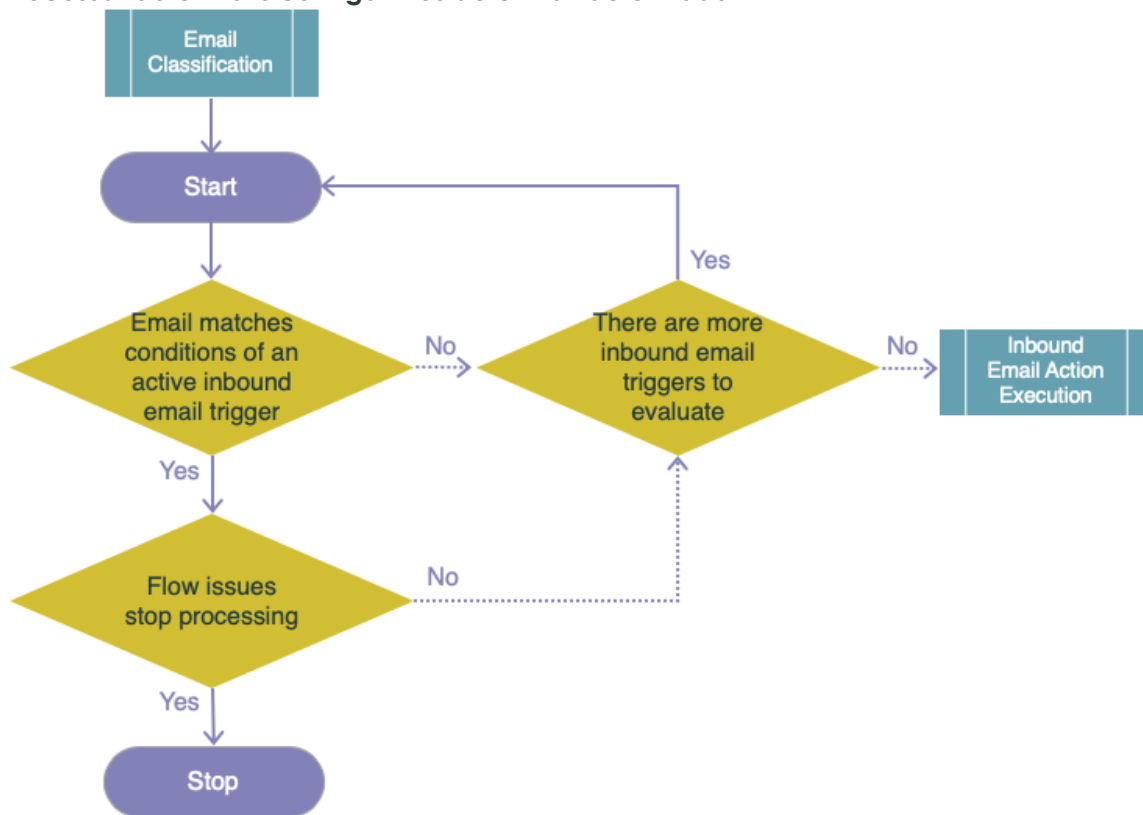 Email
Classification
Start
Yes
Email matches
conditions of an
active inbound
email trigger
No
There are more
inbound email
triggers to
evaluate
No
Inbound
Email Action
Execution
Yes
Flow issues
stop processing
No
Yes
Stop